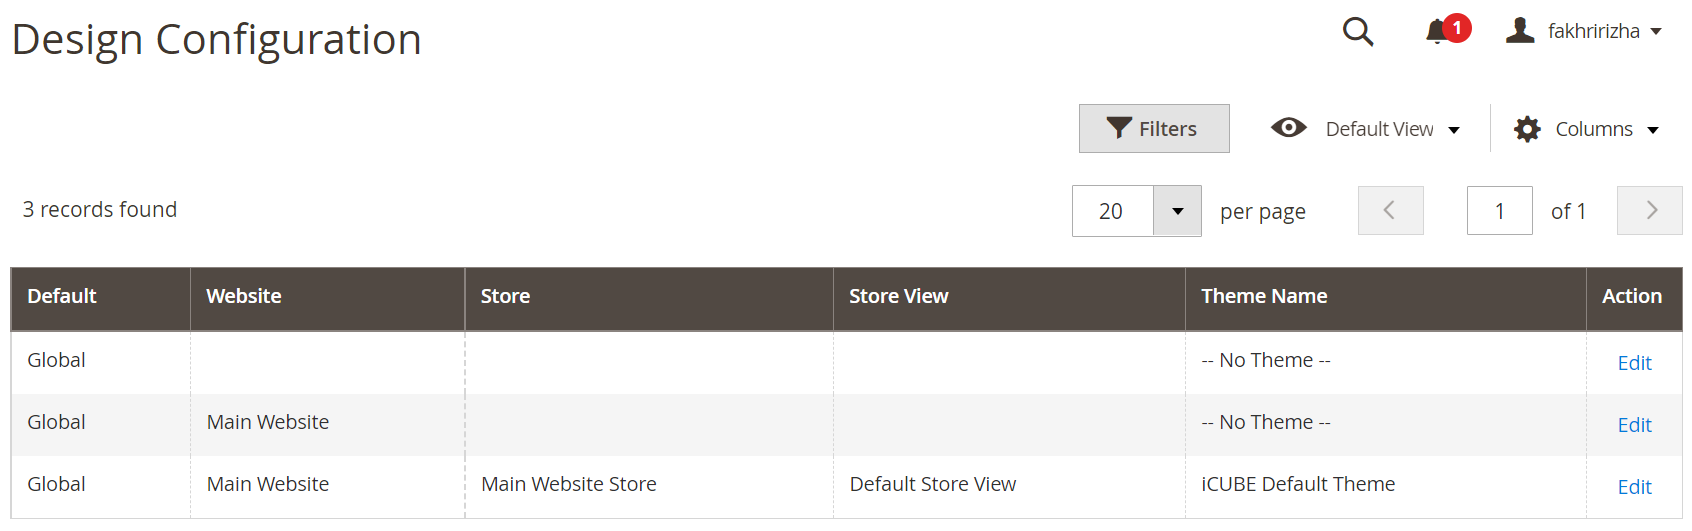 Design Configuration
1
fakhririzha
Filters
Default View
Columns
3 records found
20 per page
1 of 1
Default Website Store Store View Theme Name Action
Global -- No Theme -- Edit
Global Main Website -- No Theme -- Edit
Global Main Website Main Website Store Default Store View iCUBE Default Theme Edit